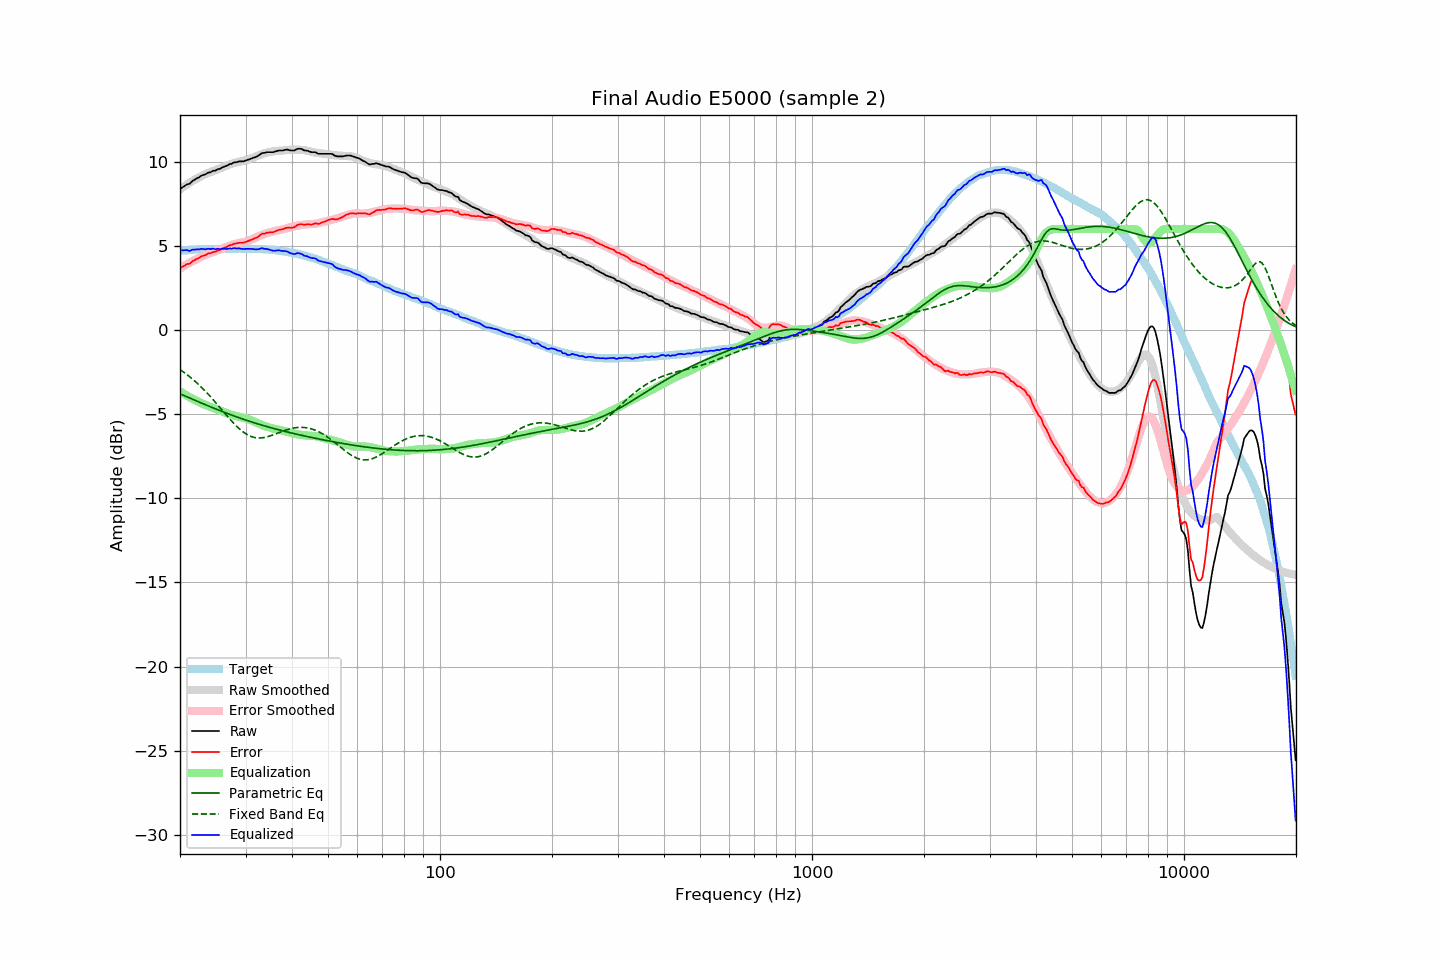 Final Audio E5000 (sample 2)
Amplitude (dBr)
10
5
0
−5
−10
−15
−20
−25
−30
Target
Raw Smoothed
Error Smoothed
Raw
Error
Equalization
Parametric Eq
Fixed Band Eq
Equalized
100
1000
10000
Frequency (Hz)